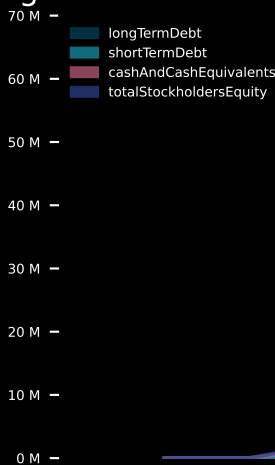 70 M
longTermDebt
shortTermDebt
60 M
cashAndCashEquivalents
totalStockholdersEquity
50 M
40 M
30 M
20 M
10 M
0 M